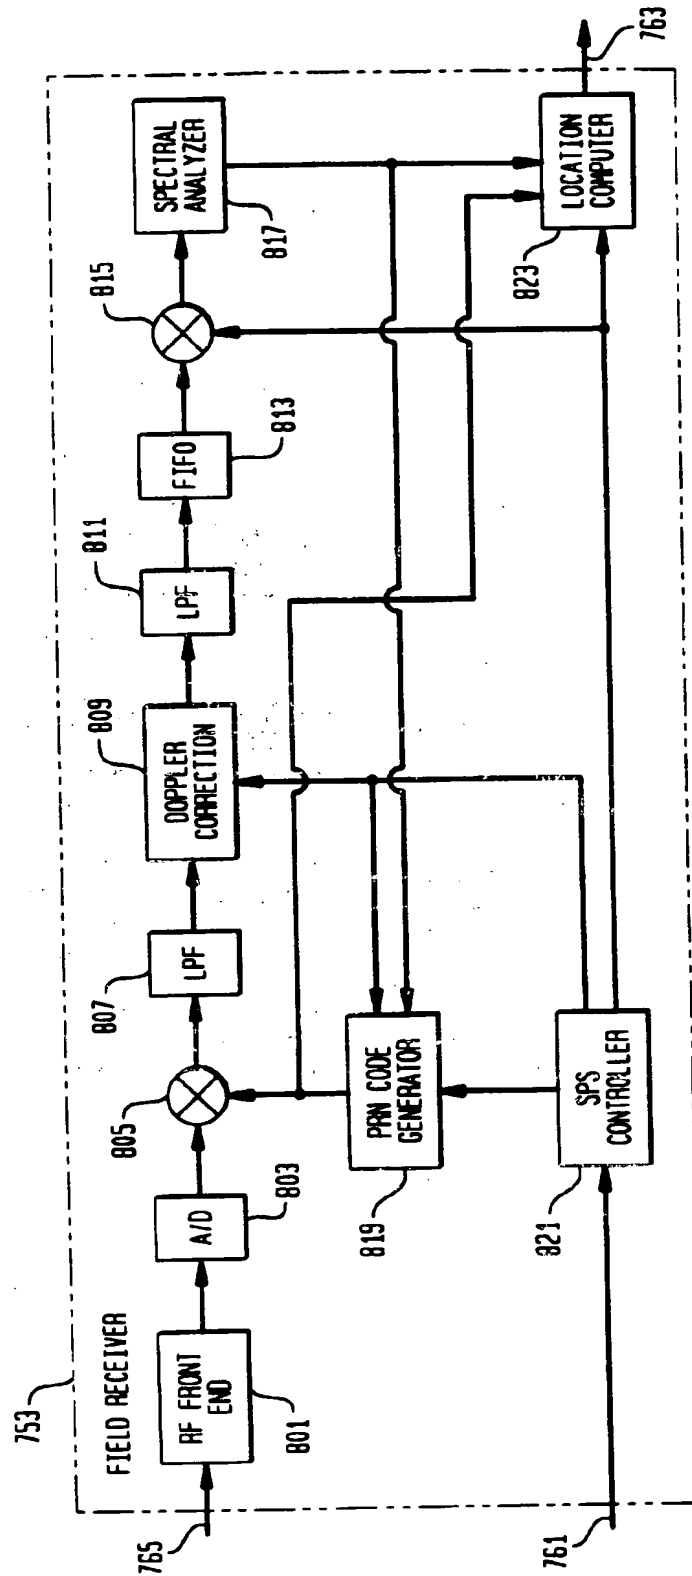 753
FIELD RECEIVER
765
RF FRONT
END
801
A/D
803
805
LPF
807
DOPPLER
CORRECTION
809
LPF
811
FIFO
813
815
SPECTRAL
ANALYZER
817
PRN CODE
GENERATOR
819
761
SPS
CONTROLLER
821
LOCATION
COMPUTER
823
763